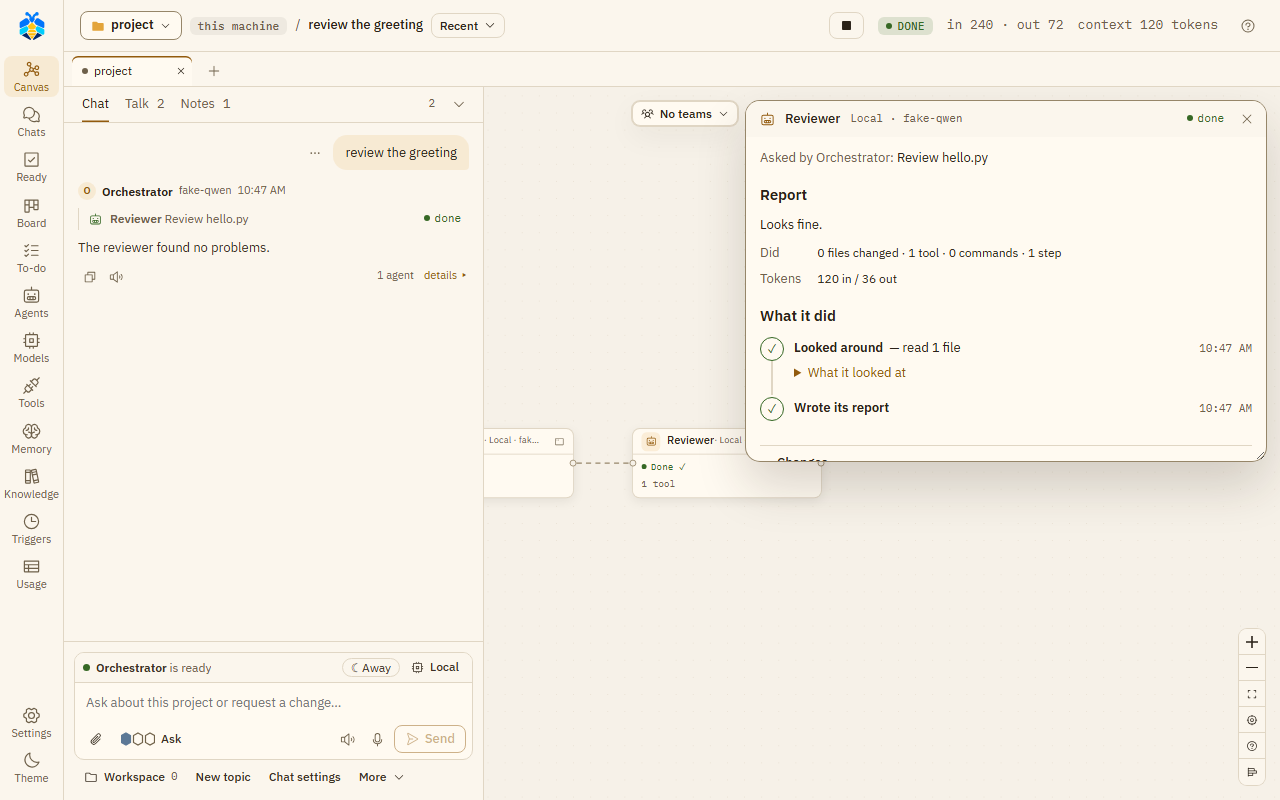 project
this machine
/
review the greeting
Recent
DONE
in 240 · out 72
context 120 tokens
project
Canvas
Chats
Ready
Board
To-do
Agents
Models
Tools
Memory
Knowledge
Triggers
Usage
Settings
Theme
Chat
Talk 2
Notes 1
2
review the greeting
O Orchestrator fake-qwen 10:47 AM
Reviewer Review hello.py
done
The reviewer found no problems.
1 agent
details
Orchestrator is ready
Away
Local
Ask about this project or request a change…
Ask
Send
Workspace 0
New topic
Chat settings
More
No teams
· Local · fak…
Reviewer · Local
Done ✓
1 tool
Reviewer Local · fake-qwen
done
Asked by Orchestrator: Review hello.py
Report
Looks fine.
Did 0 files changed · 1 tool · 0 commands · 1 step
Tokens 120 in / 36 out
What it did
Looked around — read 1 file
10:47 AM
What it looked at
Wrote its report
10:47 AM
Changes